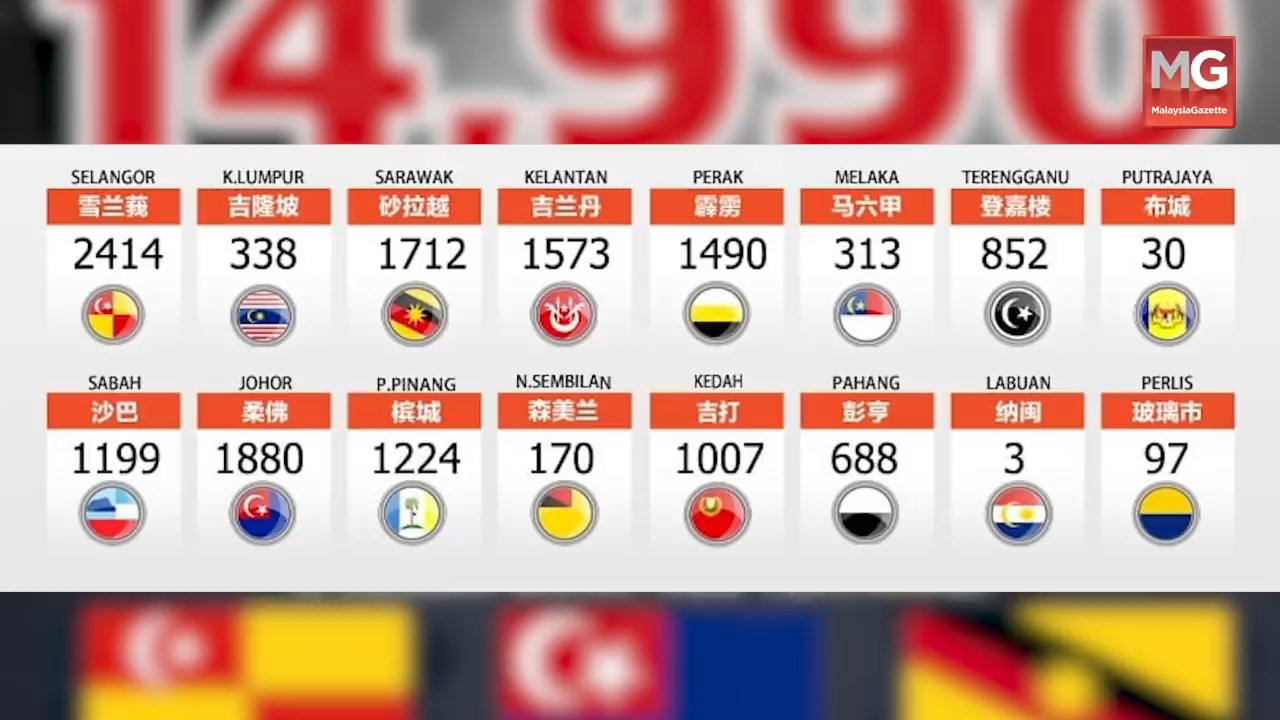 14,990
MG
MalaysiaGazette
SELANGOR K.LUMPUR SARAWAK KELANTAN PERAK MELAKA TERENGGANU PUTRAJAYA
雪兰莪 吉隆坡 砂拉越 吉兰丹 霹雳 马六甲 登嘉楼 布城
2414 338 1712 1573 1490 313 852 30
SABAH JOHOR P.PINANG N.SEMBILAN KEDAH PAHANG LABUAN PERLIS
沙巴 柔佛 槟城 森美兰 吉打 彭亨 纳闽 玻璃市
1199 1880 1224 170 1007 688 3 97